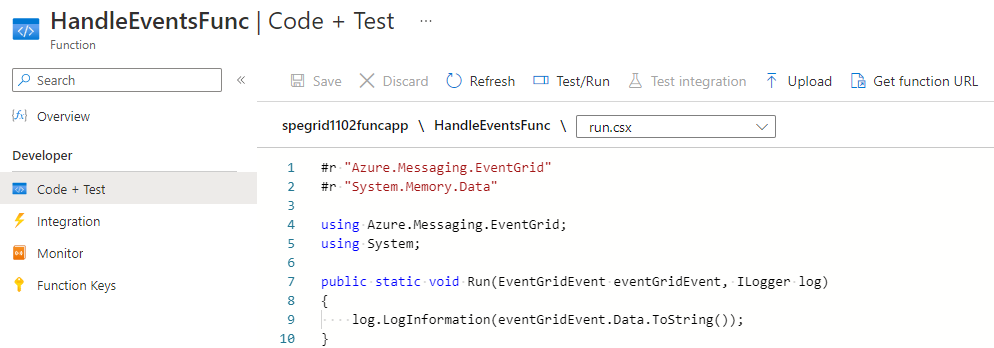 HandleEventsFunc | Code + Test ...
Function
Search «
Save Discard Refresh Test/Run Test integration Upload Get function URL
Overview
Developer
Code + Test
Integration
Monitor
Function Keys
spegrid1102funcapp \ HandleEventsFunc \ run.csx
1 #r "Azure.Messaging.EventGrid"
2 #r "System.Memory.Data"
3
4 using Azure.Messaging.EventGrid;
5 using System;
6
7 public static void Run(EventGridEvent eventGridEvent, ILogger log)
8 {
9     log.LogInformation(eventGridEvent.Data.ToString());
10 }